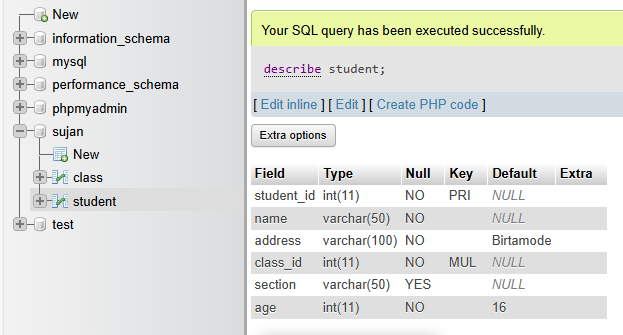 New
information_schema
mysql
performance_schema
phpmyadmin
sujan
New
class
student
test
Your SQL query has been executed successfully.
describe student;
[ Edit inline ] [ Edit ] [ Create PHP code ]
Extra options
Field Type Null Key Default Extra
student_id int(11) NO PRI NULL
name varchar(50) NO NULL
address varchar(100) NO Birtamode
class_id int(11) NO MUL NULL
section varchar(50) YES NULL
age int(11) NO 16